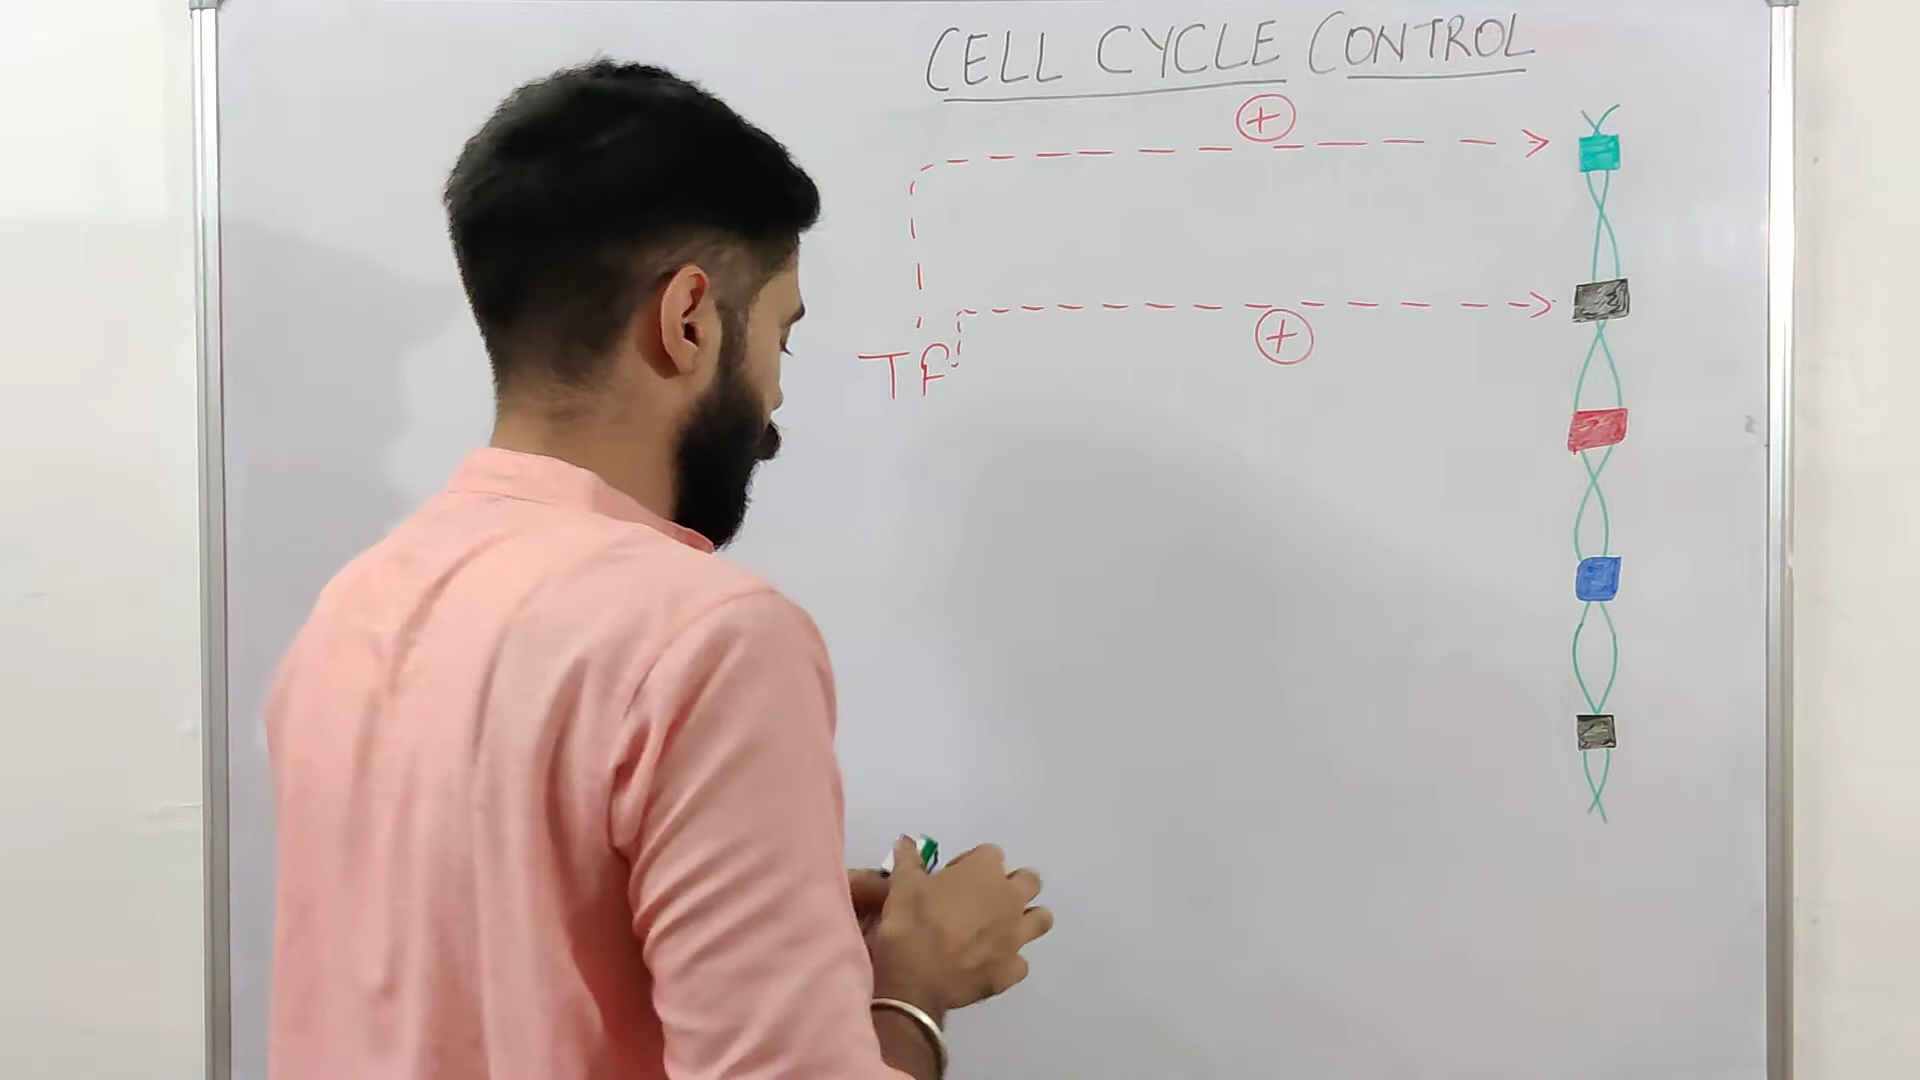 CELL CYCLE CONTROL
+
+
TF